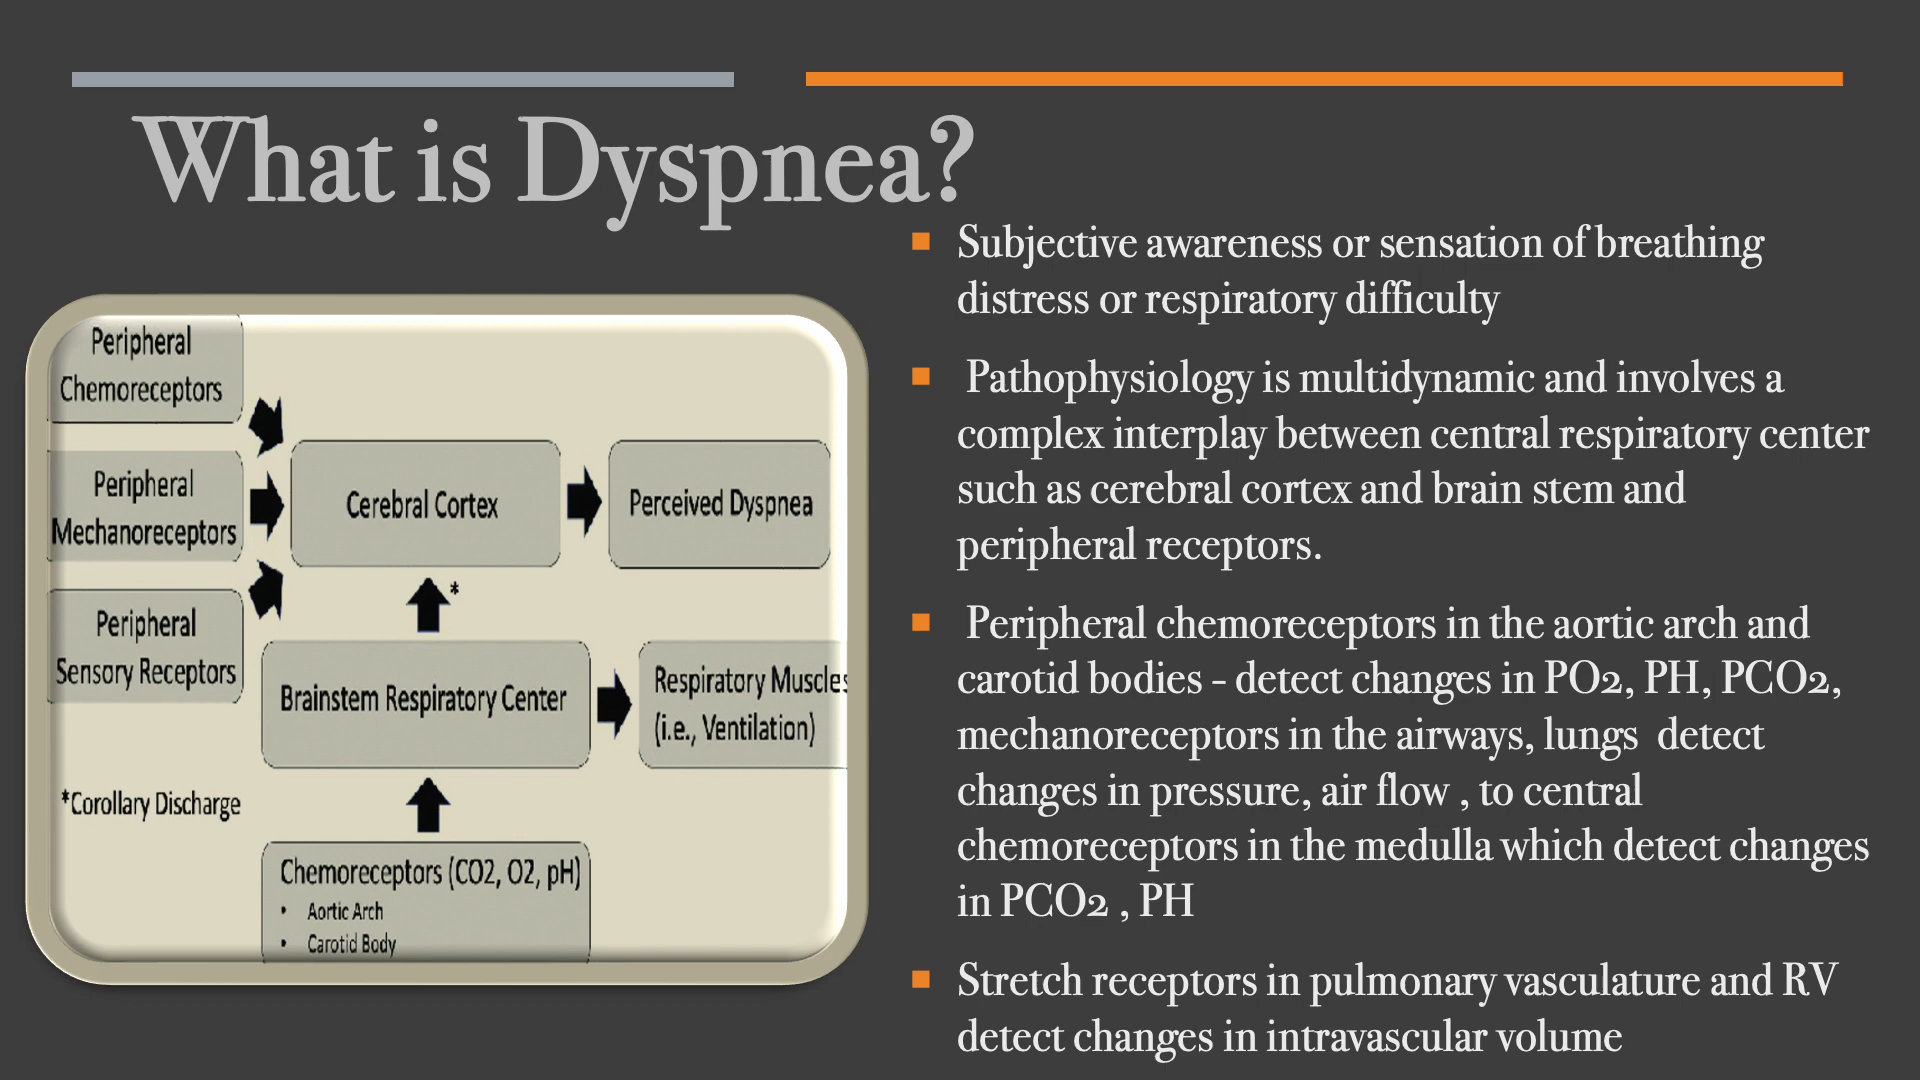 What is Dyspnea?
Peripheral
Chemoreceptors
Peripheral
Mechanoreceptors
Peripheral
Sensory Receptors
Cerebral Cortex
Perceived Dyspnea
*
Brainstem Respiratory Center
Respiratory Muscles
(i.e., Ventilation)
*Corollary Discharge
Chemoreceptors (CO2, O2, pH)
• Aortic Arch
• Carotid Body
Subjective awareness or sensation of breathing
distress or respiratory difficulty
Pathophysiology is multidynamic and involves a
complex interplay between central respiratory center
such as cerebral cortex and brain stem and
peripheral receptors.
Peripheral chemoreceptors in the aortic arch and
carotid bodies - detect changes in PO2, PH, PCO2,
mechanoreceptors in the airways, lungs  detect
changes in pressure, air flow , to central
chemoreceptors in the medulla which detect changes
in PCO2 , PH
Stretch receptors in pulmonary vasculature and RV
detect changes in intravascular volume